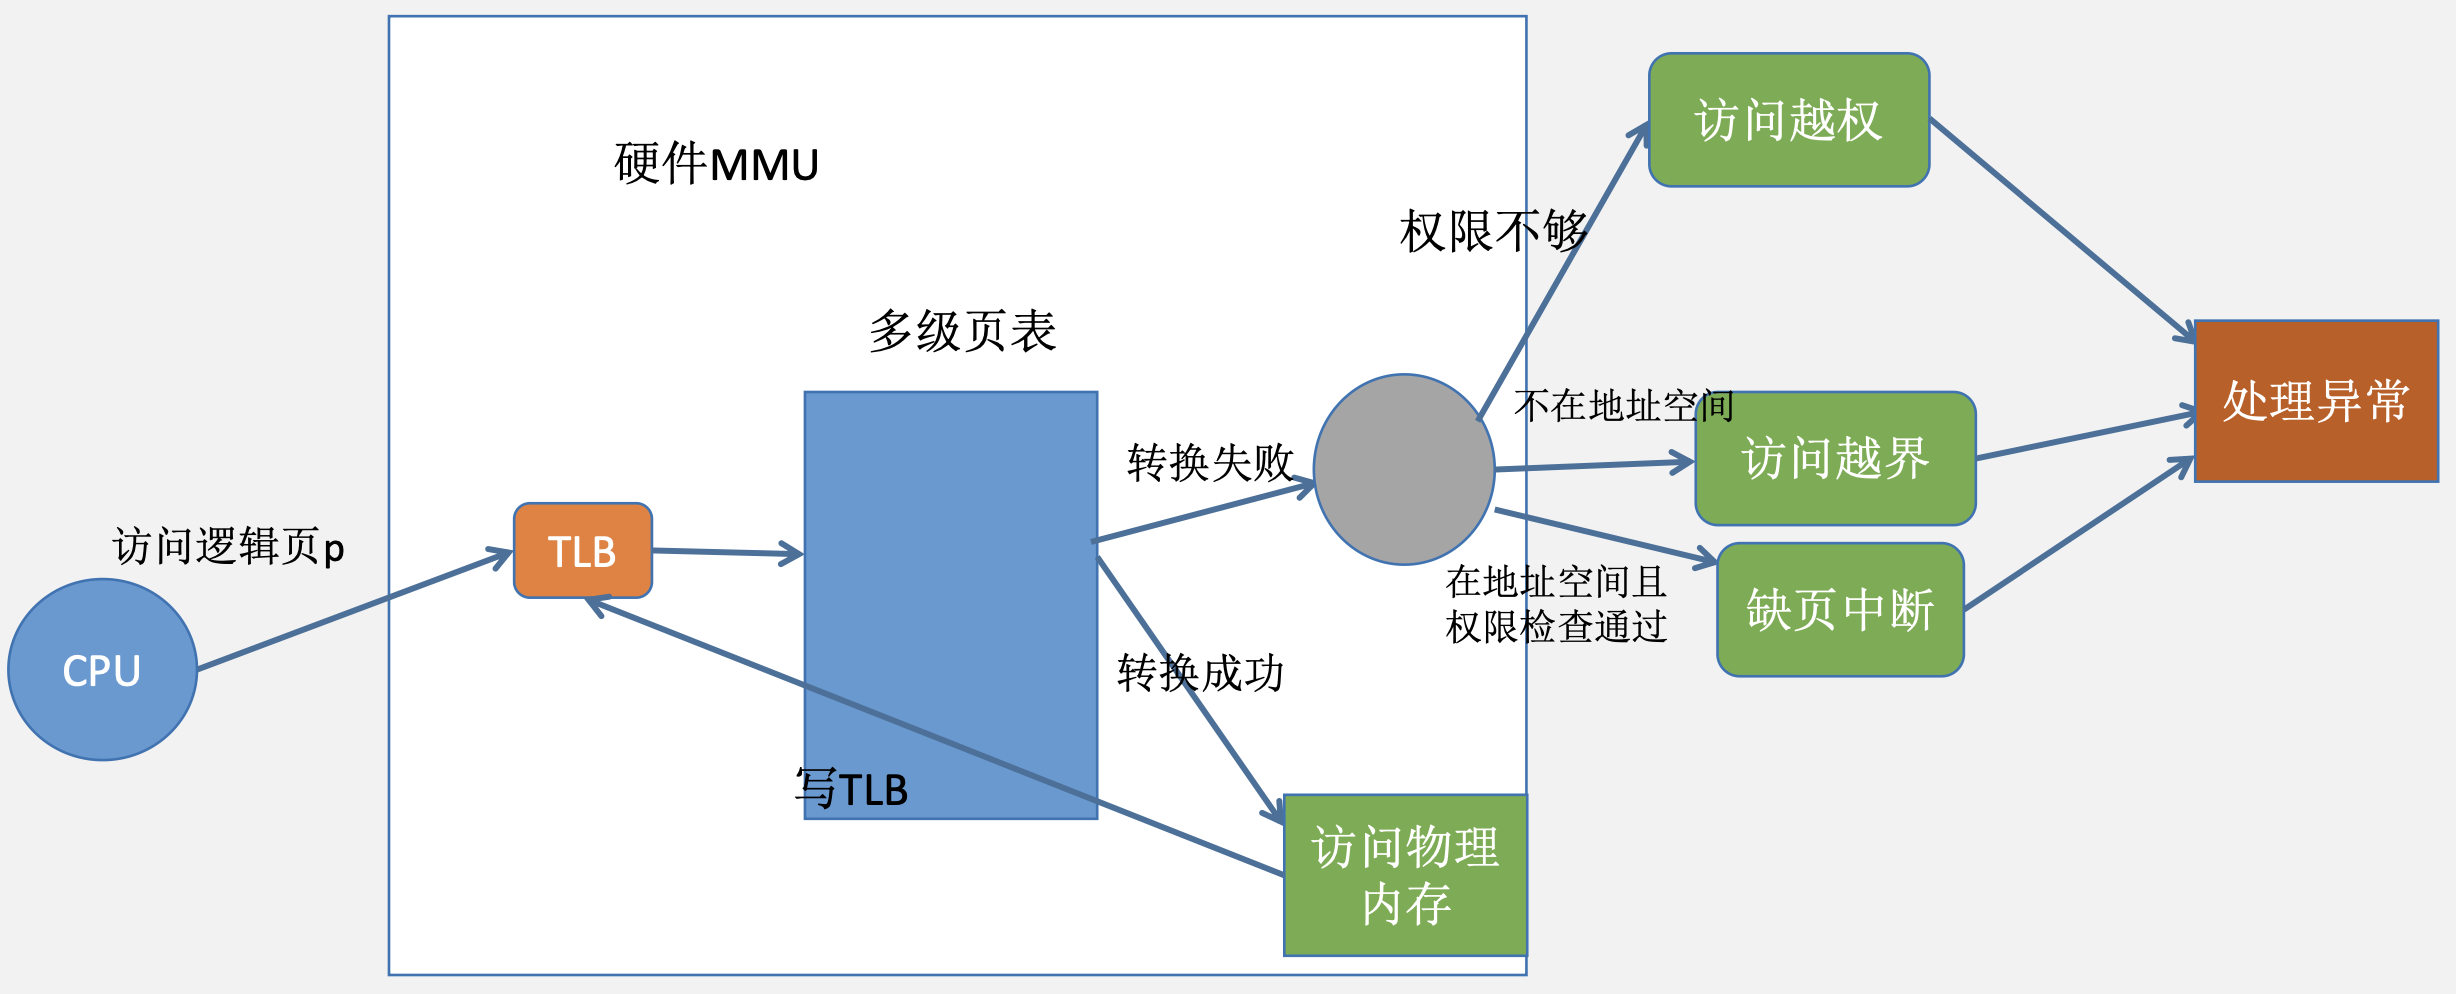 硬件MMU
访问越权
权限不够
多级页表
不在地址空间
访问越界
处理异常
转换失败
访问逻辑页p
TLB
在地址空间且
权限检查通过
缺页中断
CPU
转换成功
写TLB
访问物理
内存